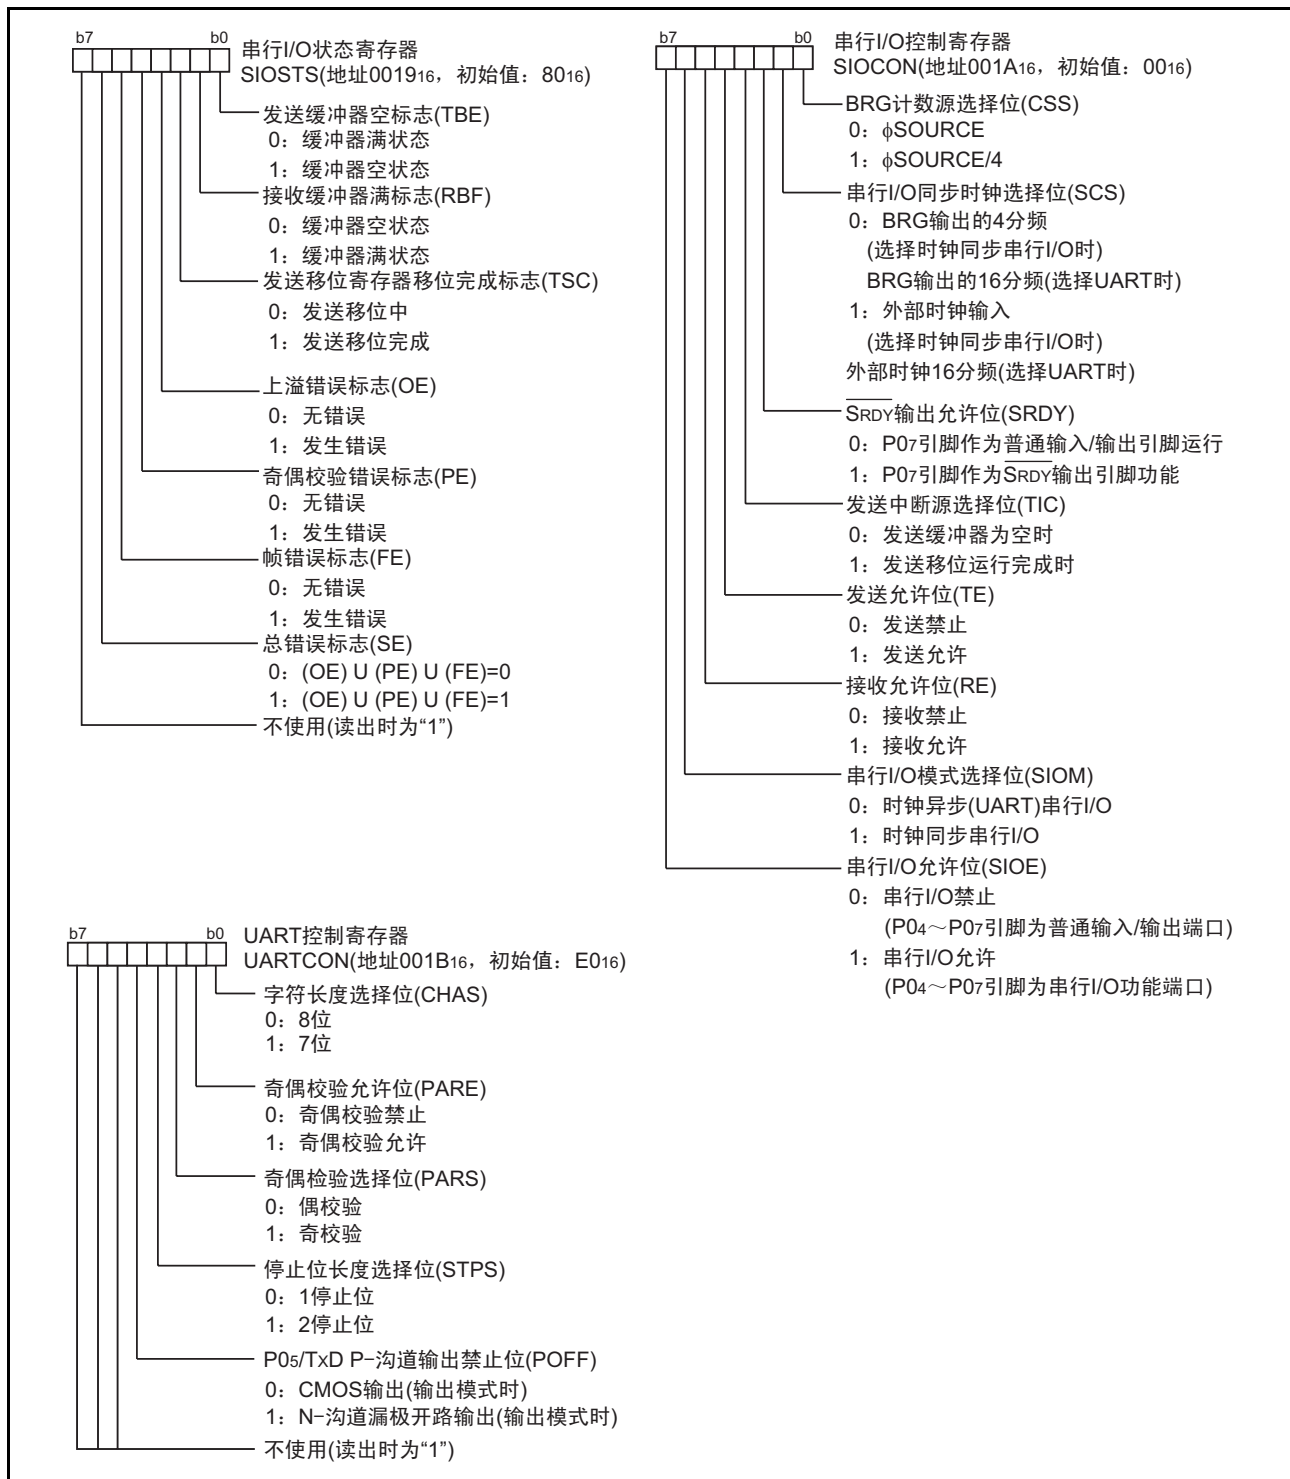 b7 b0
串行I/O状态寄存器
SIOSTS(地址0019₁₆，初始值：80₁₆)
发送缓冲器空标志(TBE)
0：缓冲器满状态
1：缓冲器空状态
接收缓冲器满标志(RBF)
0：缓冲器空状态
1：缓冲器满状态
发送移位寄存器移位完成标志(TSC)
0：发送移位中
1：发送移位完成
上溢错误标志(OE)
0：无错误
1：发生错误
奇偶校验错误标志(PE)
0：无错误
1：发生错误
帧错误标志(FE)
0：无错误
1：发生错误
总错误标志(SE)
0：(OE) U (PE) U (FE)=0
1：(OE) U (PE) U (FE)=1
不使用(读出时为“1”)
b7 b0
UART控制寄存器
UARTCON(地址001B₁₆，初始值：E0₁₆)
字符长度选择位(CHAS)
0：8位
1：7位
奇偶校验允许位(PARE)
0：奇偶校验禁止
1：奇偶校验允许
奇偶检验选择位(PARS)
0：偶校验
1：奇校验
停止位长度选择位(STPS)
0：1停止位
1：2停止位
P0₅/TxD P−沟道输出禁止位(POFF)
0：CMOS输出(输出模式时)
1：N−沟道漏极开路输出(输出模式时)
不使用(读出时为“1”)
b7 b0
串行I/O控制寄存器
SIOCON(地址001A₁₆，初始值：00₁₆)
BRG计数源选择位(CSS)
0：ϕSOURCE
1：ϕSOURCE/4
串行I/O同步时钟选择位(SCS)
0：BRG输出的4分频
(选择时钟同步串行I/O时)
BRG输出的16分频(选择UART时)
1：外部时钟输入
(选择时钟同步串行I/O时)
外部时钟16分频(选择UART时)
SRDY输出允许位(SRDY)
0：P0₇引脚作为普通输入/输出引脚运行
1：P0₇引脚作为SRDY输出引脚功能
发送中断源选择位(TIC)
0：发送缓冲器为空时
1：发送移位运行完成时
发送允许位(TE)
0：发送禁止
1：发送允许
接收允许位(RE)
0：接收禁止
1：接收允许
串行I/O模式选择位(SIOM)
0：时钟异步(UART)串行I/O
1：时钟同步串行I/O
串行I/O允许位(SIOE)
0：串行I/O禁止
(P0₄～P0₇引脚为普通输入/输出端口)
1：串行I/O允许
(P0₄～P0₇引脚为串行I/O功能端口)